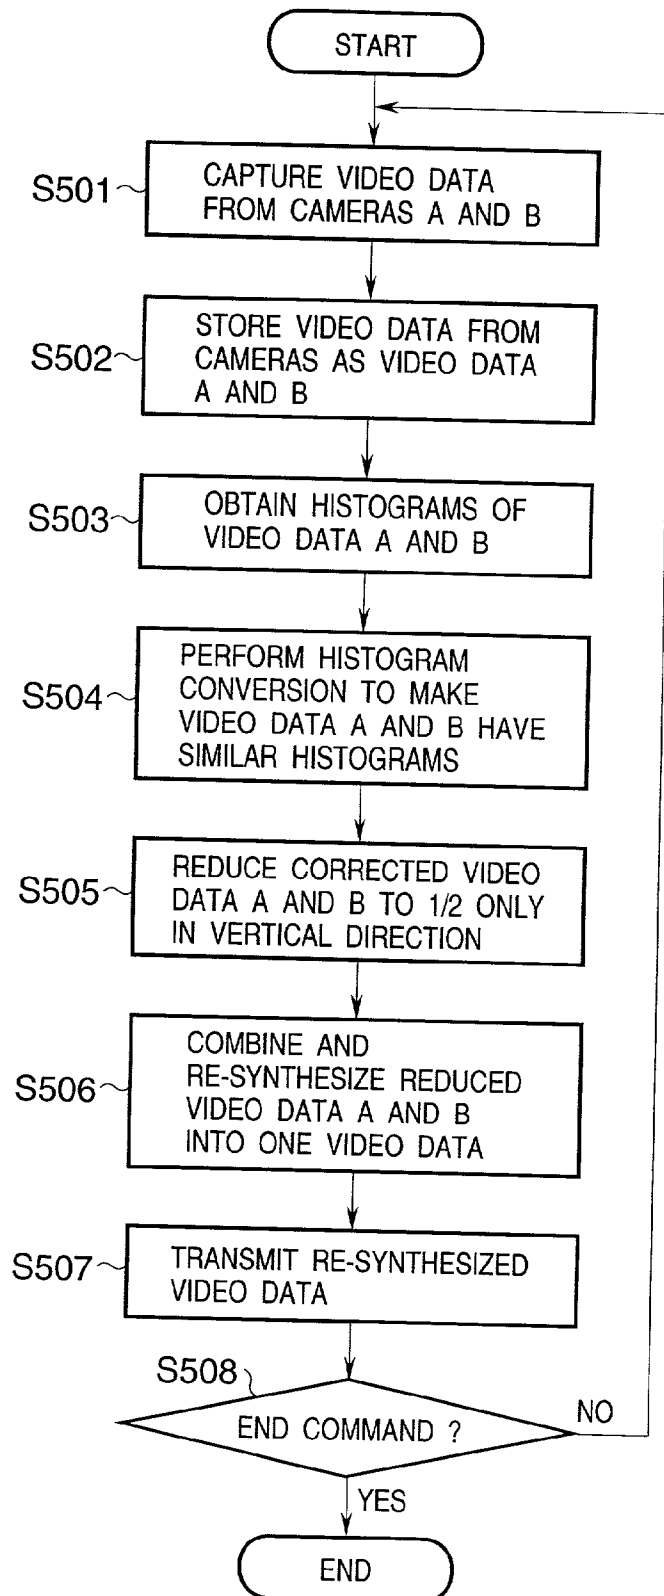 START
S501
CAPTURE VIDEO DATA
FROM CAMERAS A AND B
S502
STORE VIDEO DATA FROM
CAMERAS AS VIDEO DATA
A AND B
S503
OBTAIN HISTOGRAMS OF
VIDEO DATA A AND B
S504
PERFORM HISTOGRAM
CONVERSION TO MAKE
VIDEO DATA A AND B HAVE
SIMILAR HISTOGRAMS
S505
REDUCE CORRECTED VIDEO
DATA A AND B TO 1/2 ONLY
IN VERTICAL DIRECTION
S506
COMBINE AND
RE-SYNTHESIZE REDUCED
VIDEO DATA A AND B
INTO ONE VIDEO DATA
S507
TRANSMIT RE-SYNTHESIZED
VIDEO DATA
S508
END COMMAND ?
NO
YES
END